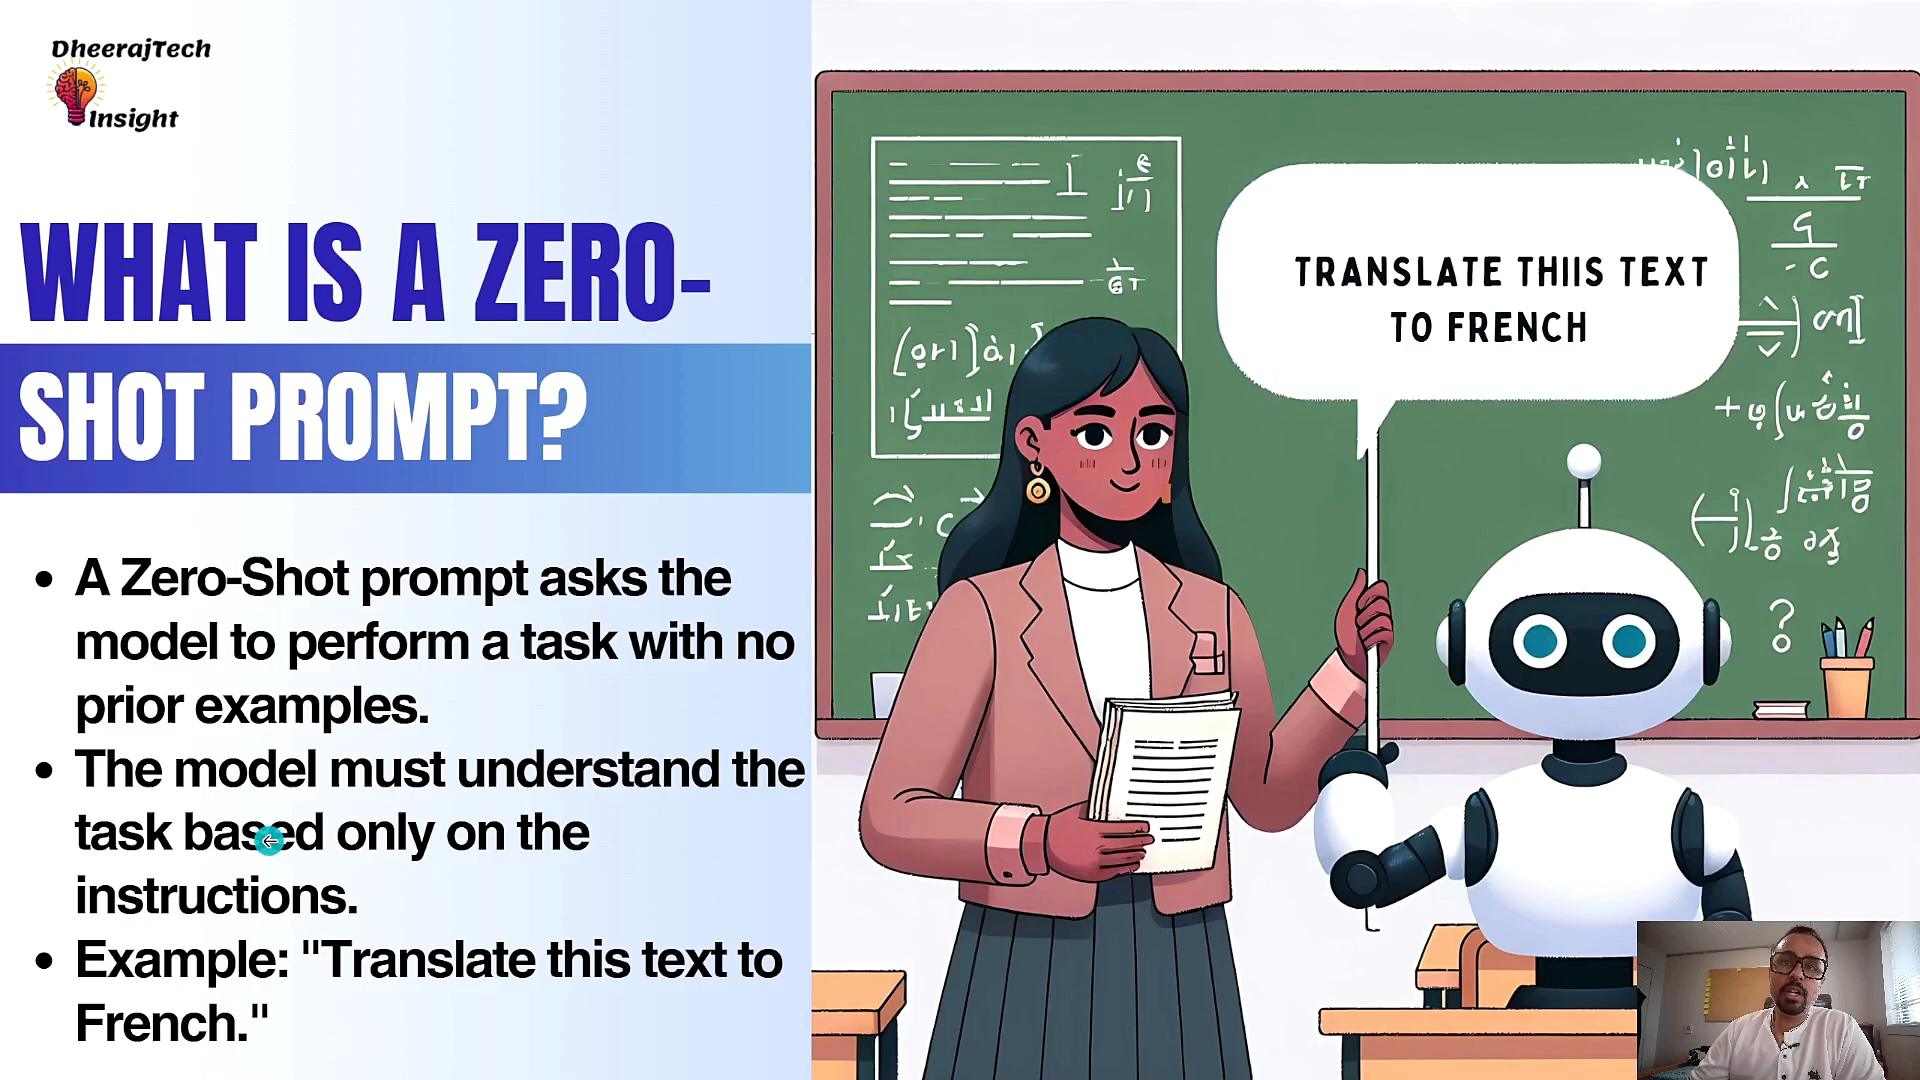 DheerajTech
Insight
WHAT IS A ZERO-
SHOT PROMPT?
• A Zero-Shot prompt asks the
model to perform a task with no
prior examples.
• The model must understand the
task based only on the
instructions.
• Example: "Translate this text to
French."
TRANSLATE THIIS TEXT
TO FRENCH